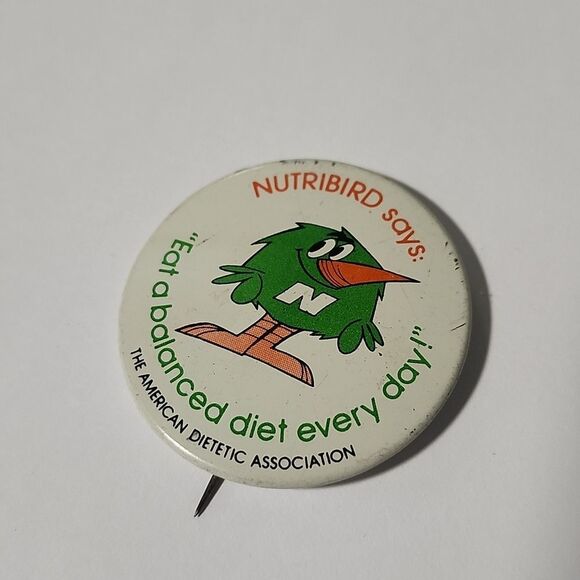 NUTRIBIRD says:
N
"Eat a balanced diet every day!"
THE AMERICAN DIETETIC ASSOCIATION